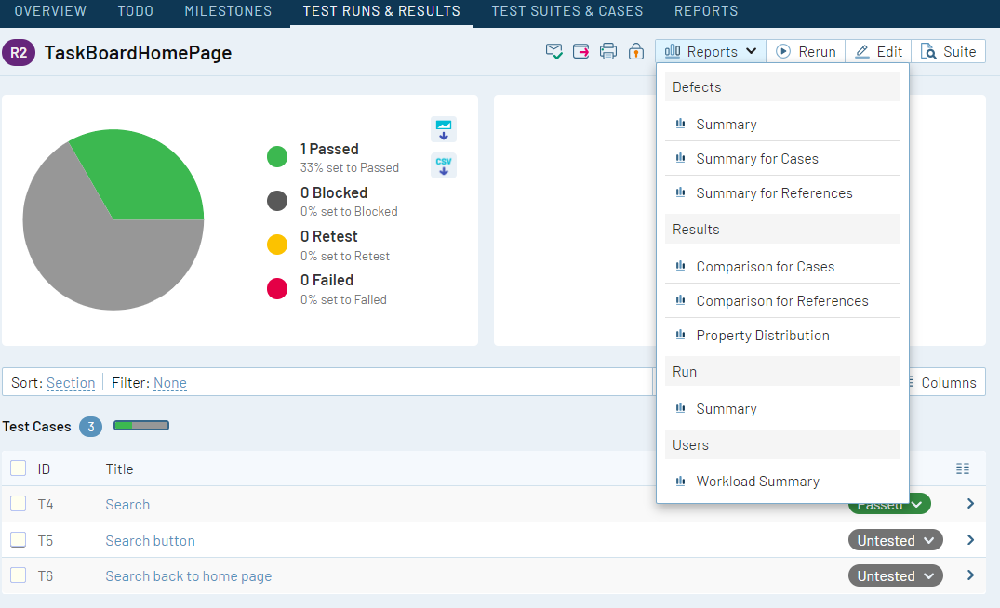 OVERVIEW TODO MILESTONES TEST RUNS & RESULTS TEST SUITES & CASES REPORTS
R2 TaskBoardHomePage
Reports Rerun Edit Suite
1 Passed
33% set to Passed
0 Blocked
0% set to Blocked
0 Retest
0% set to Retest
0 Failed
0% set to Failed
CSV
Defects
Summary
Summary for Cases
Summary for References
Results
Comparison for Cases
Comparison for References
Property Distribution
Run
Summary
Users
Workload Summary
Sort: Section Filter: None
Columns
Test Cases 3
ID Title
T4 Search Passed
T5 Search button Untested
T6 Search back to home page Untested